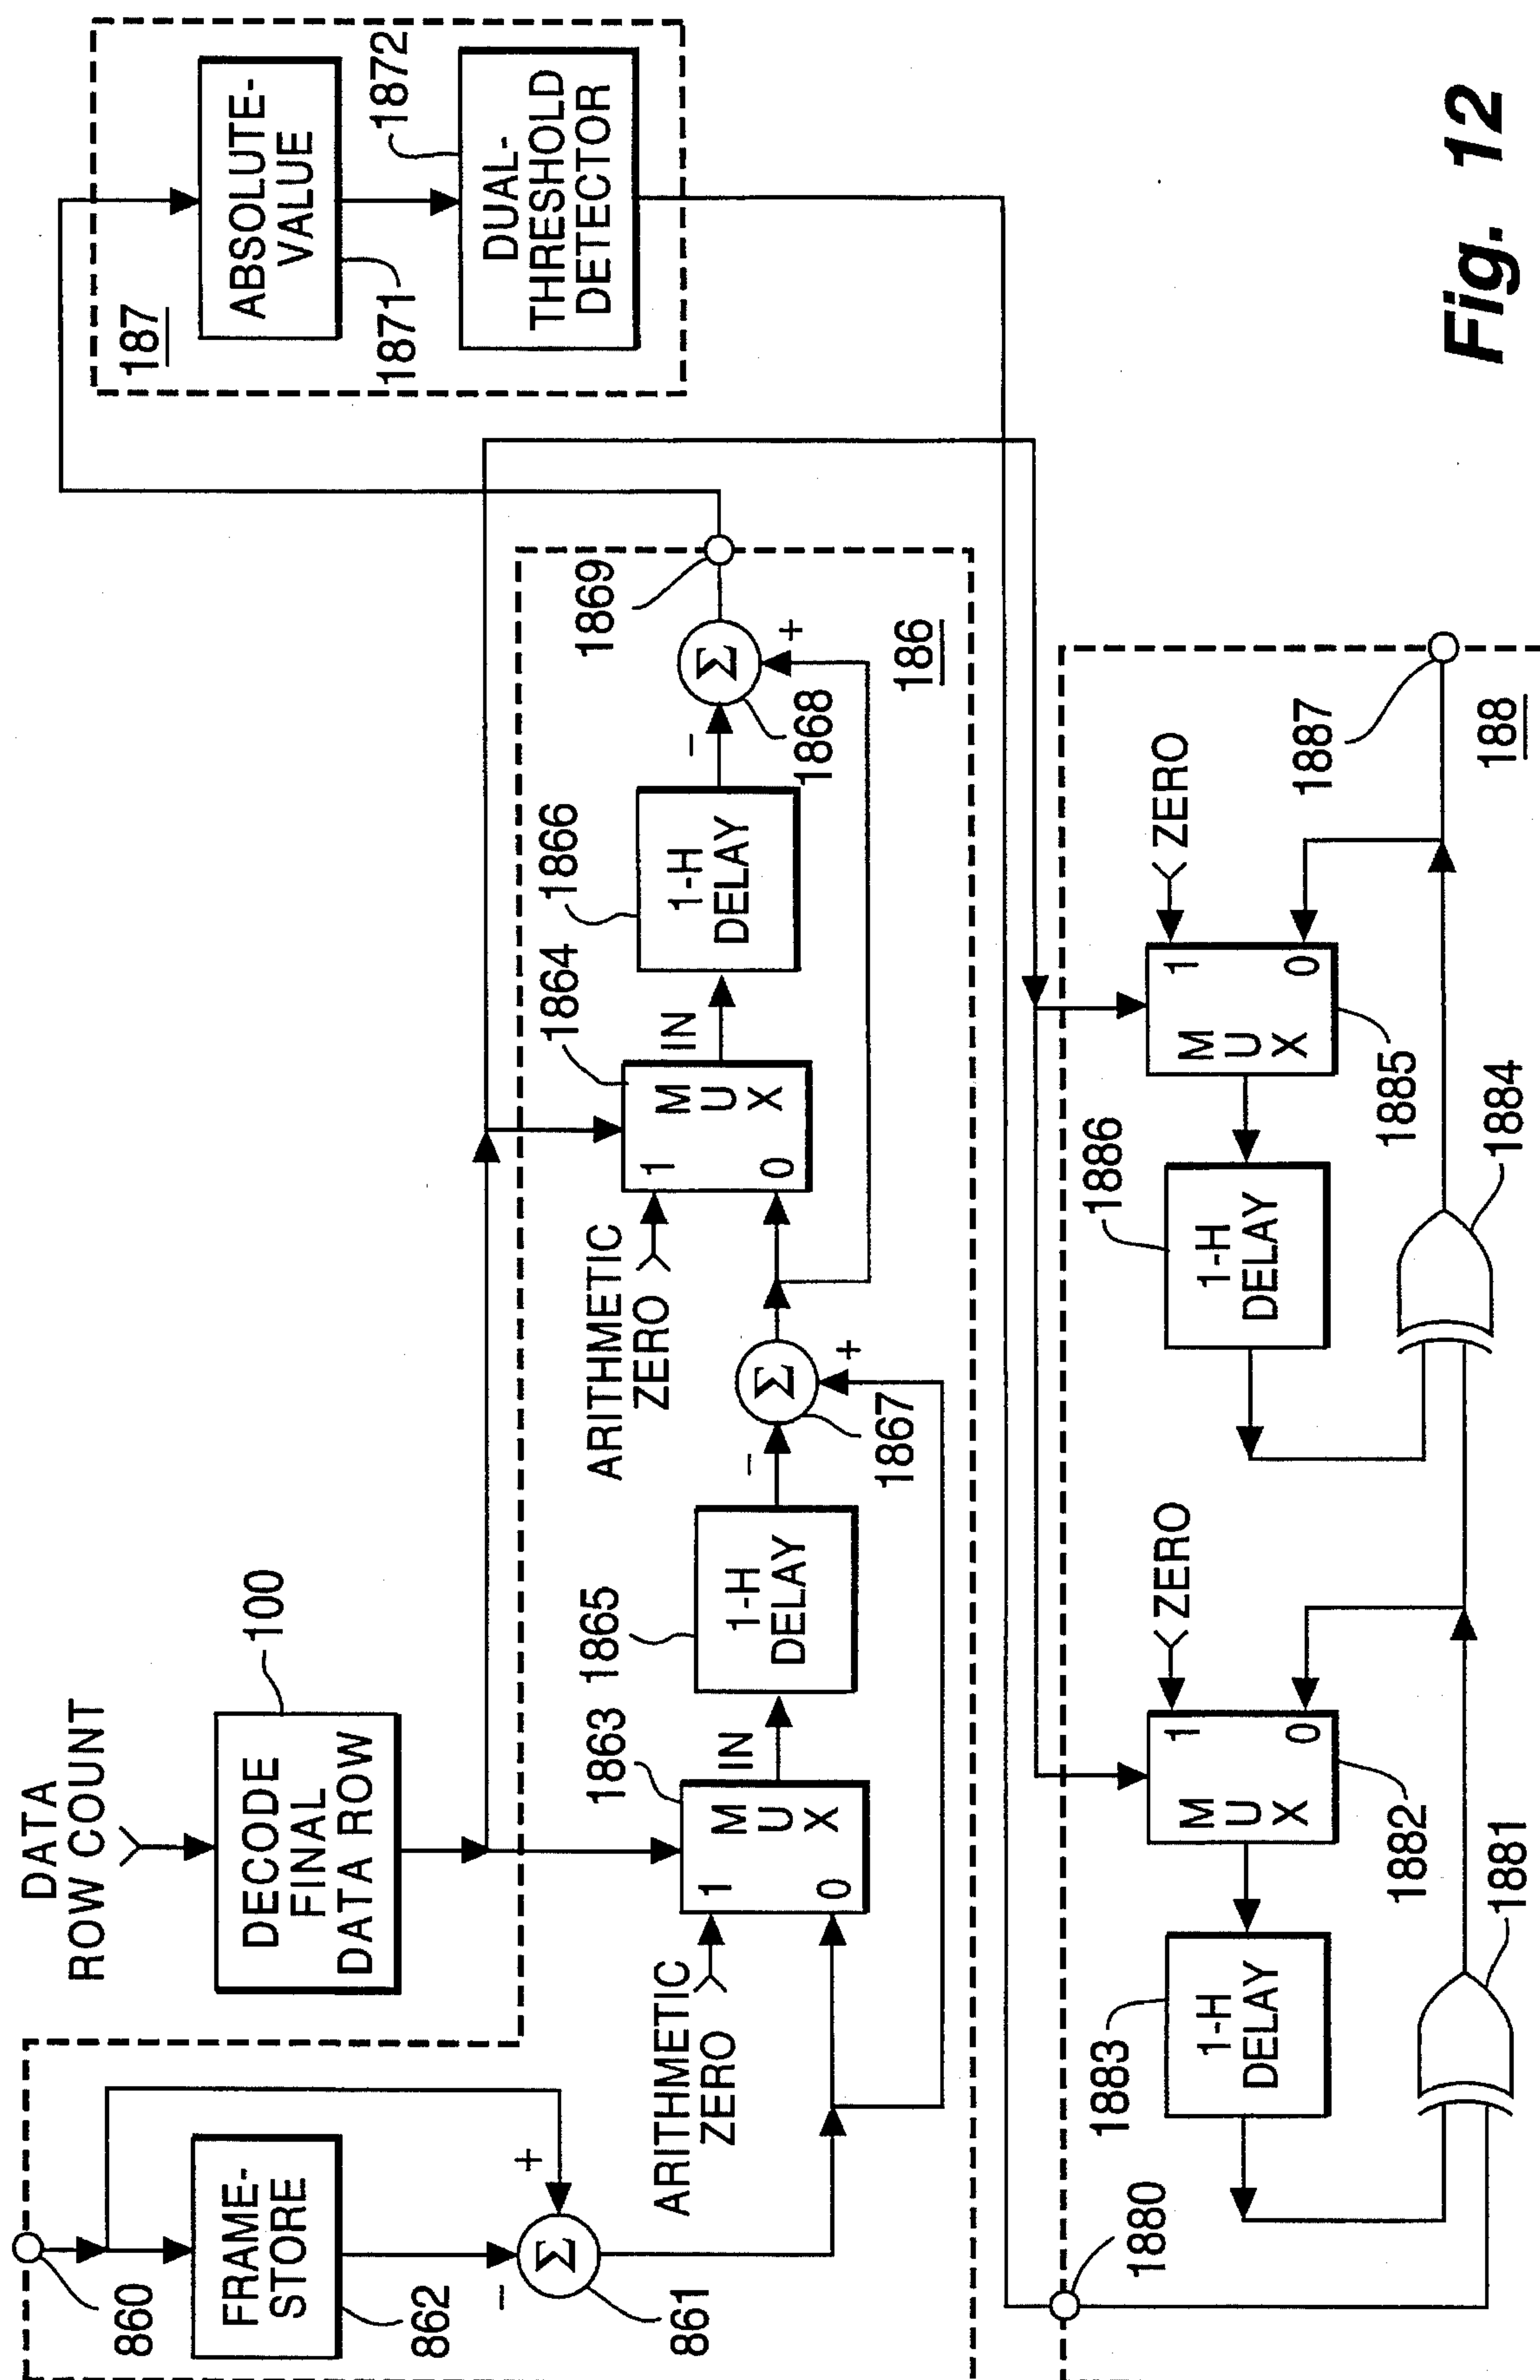 DATA
ROW COUNT
DECODE
FINAL
DATA ROW
100
860
FRAME-
STORE
862
−
+
Σ
861
ARITHMETIC
ZERO
1
0
M
U
X
1863
IN
1865
1-H
DELAY
−
Σ
+
1867
ARITHMETIC
ZERO
1
0
M
U
X
1864
IN
1866
1-H
DELAY
−
Σ
+
1868
1869
186
187
ABSOLUTE-
VALUE
1871
DUAL-
THRESHOLD
DETECTOR
1872
1880
1883
1-H
DELAY
M
U
X
1
0
ZERO
1882
1881
1886
1-H
DELAY
M
U
X
1
0
ZERO
1885
1884
1887
188
Fig. 12